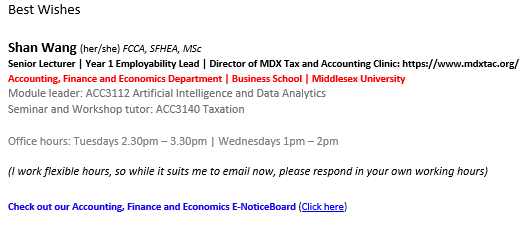 Best Wishes
Shan Wang (her/she) FCCA, SFHEA, MSc
Senior Lecturer | Year 1 Employability Lead | Director of MDX Tax and Accounting Clinic: https://www.mdxtac.org/
Accounting, Finance and Economics Department | Business School | Middlesex University
Module leader: ACC3112 Artificial Intelligence and Data Analytics
Seminar and Workshop tutor: ACC3140 Taxation
Office hours: Tuesdays 2.30pm – 3.30pm | Wednesdays 1pm – 2pm
(I work flexible hours, so while it suits me to email now, please respond in your own working hours)
Check out our Accounting, Finance and Economics E-NoticeBoard (Click here)